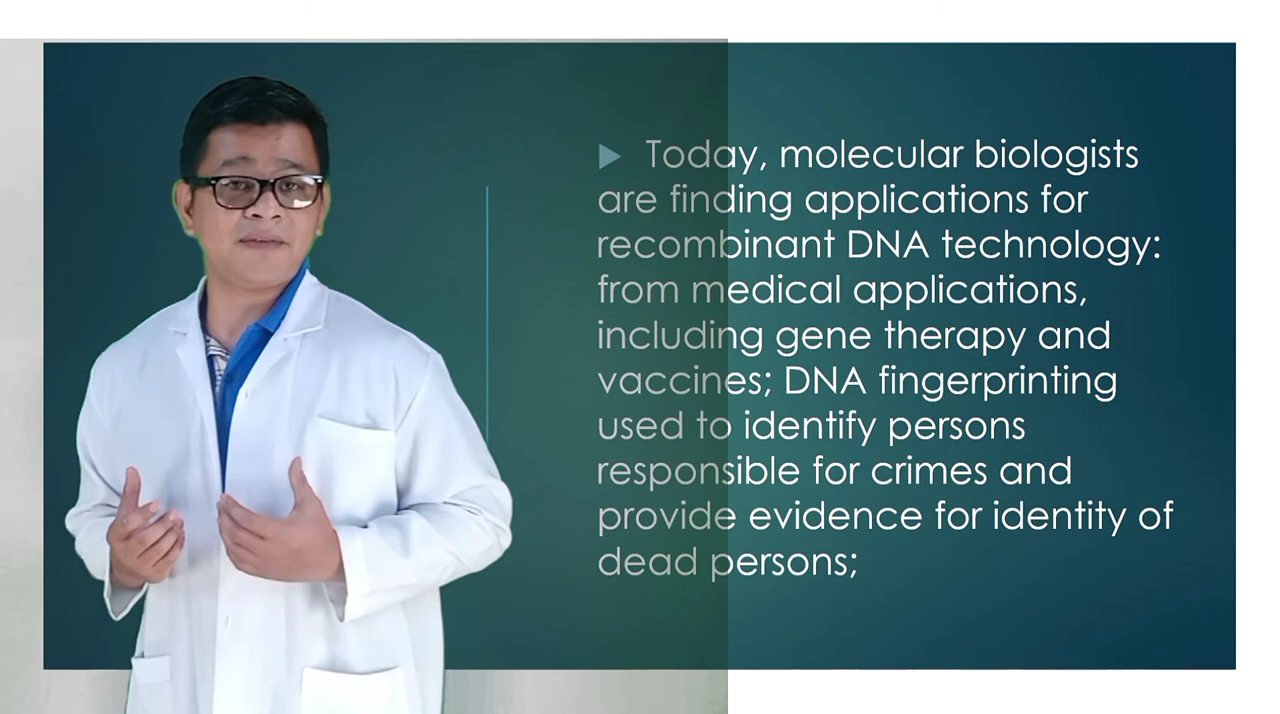 Today, molecular biologists
are finding applications for
recombinant DNA technology:
from medical applications,
including gene therapy and
vaccines; DNA fingerprinting
used to identify persons
responsible for crimes and
provide evidence for identity of
dead persons;